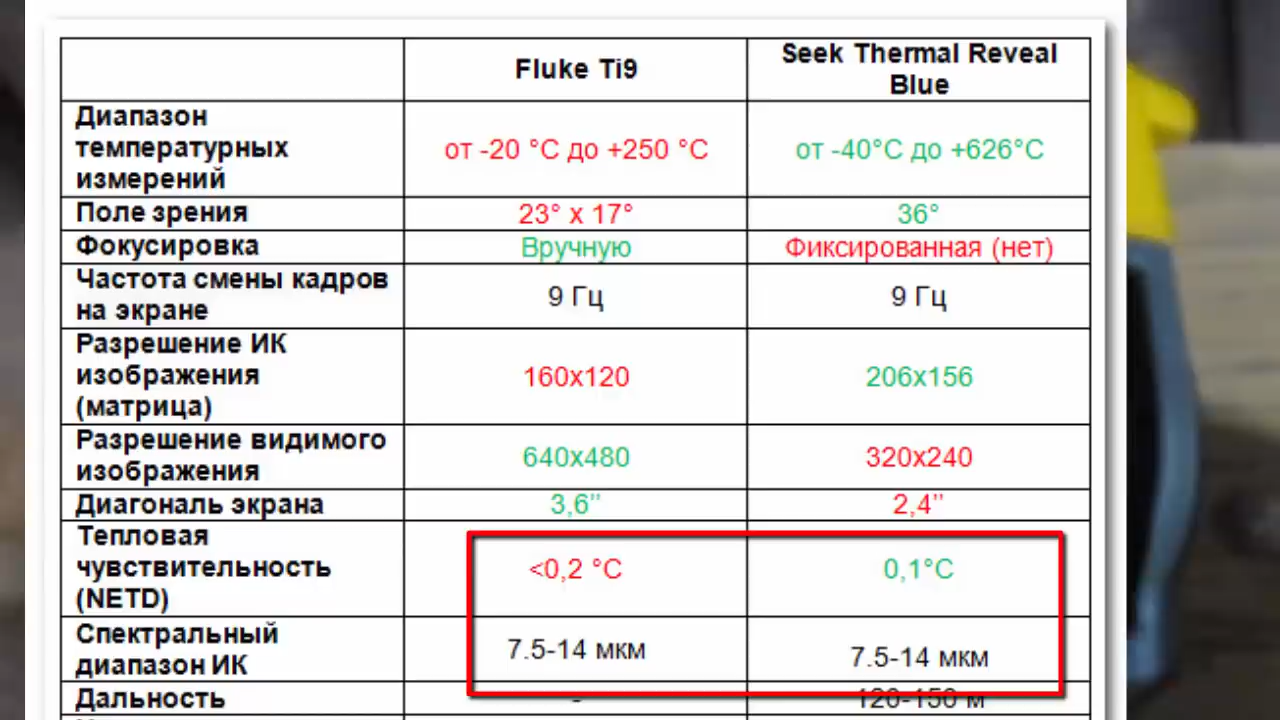 Fluke Ti9
Seek Thermal Reveal
Blue
Диапазон
температурных
измерений
от -20 °C до +250 °C
от -40°C до +626°C
Поле зрения
23° x 17°
36°
Фокусировка
Вручную
Фиксированная (нет)
Частота смены кадров
на экране
9 Гц
9 Гц
Разрешение ИК
изображения
(матрица)
160x120
206x156
Разрешение видимого
изображения
640x480
320x240
Диагональ экрана
3,6’’
2,4’’
Тепловая
чувствительность
(NETD)
<0,2 °C
0,1°C
Спектральный
диапазон ИК
7.5-14 мкм
7.5-14 мкм
Дальность
-
120-150 м